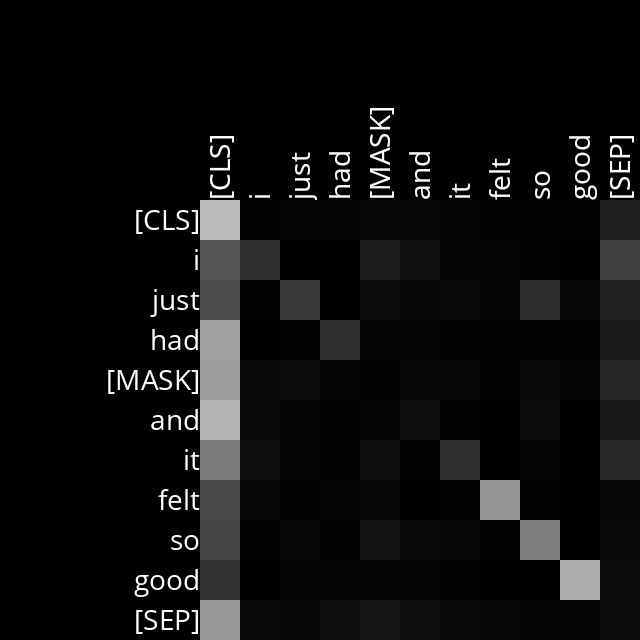 [CLS] i just had [MASK] and it felt so good [SEP]
[CLS]
i
just
had
[MASK]
and
it
felt
so
good
[SEP]